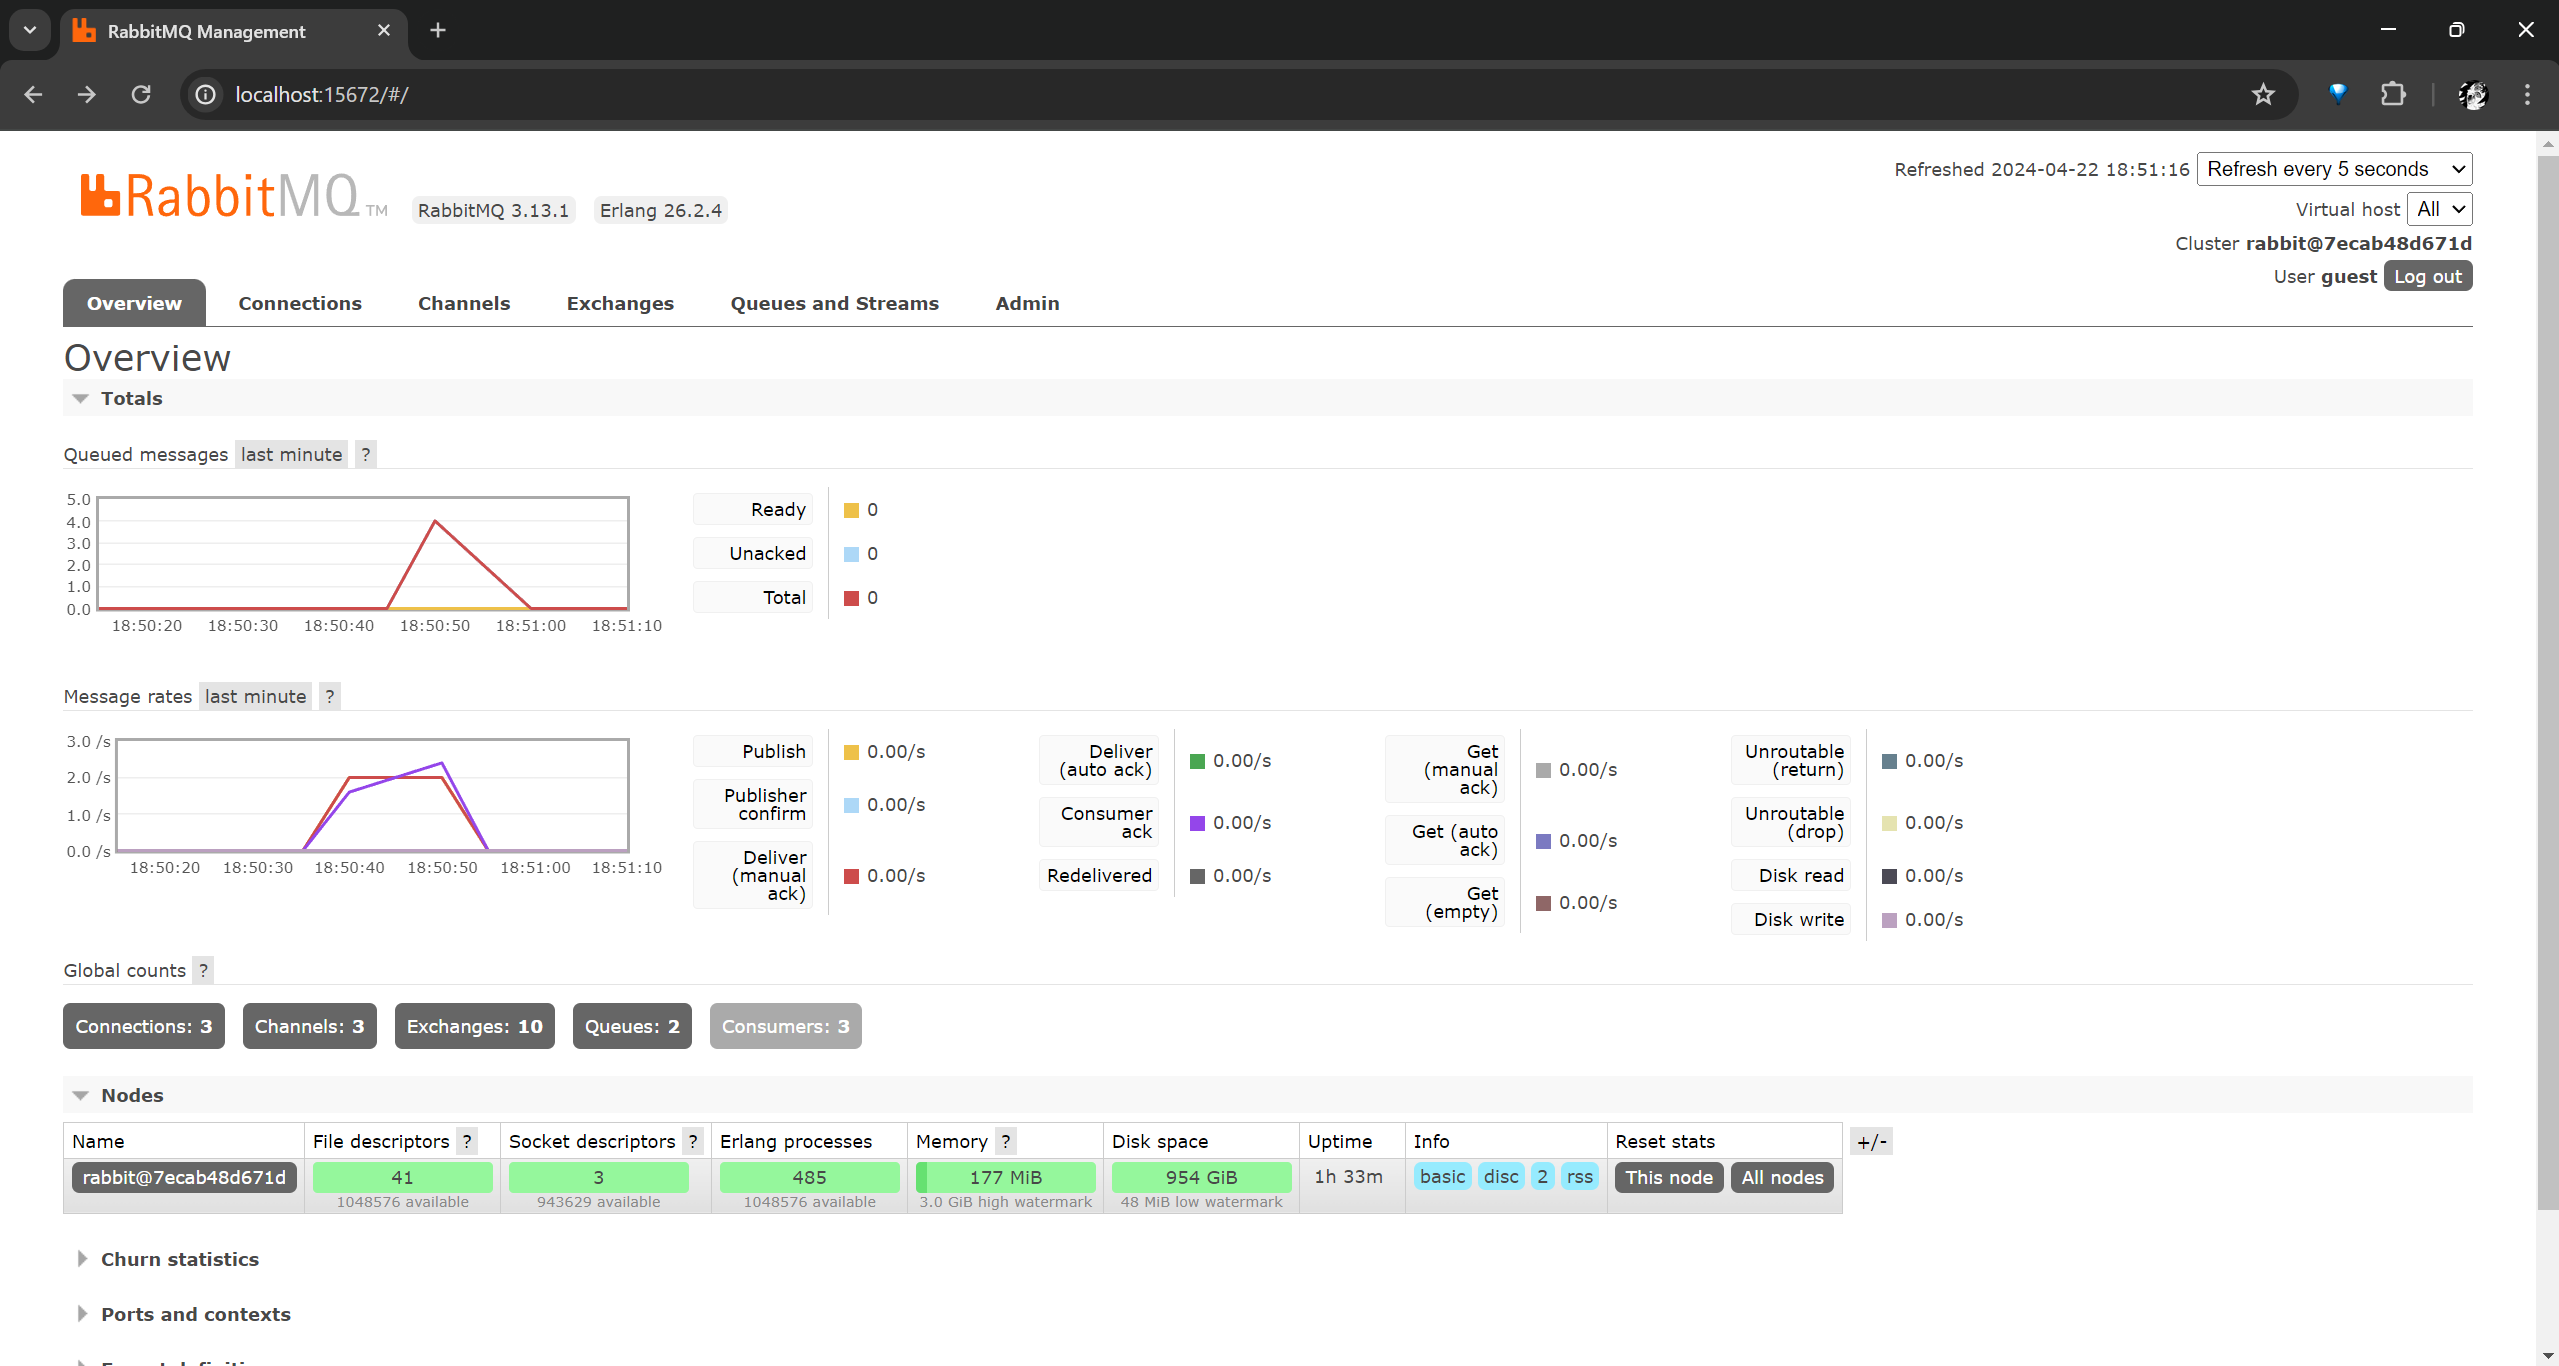 RabbitMQ Management
localhost:15672/#/
RabbitMQ TM
RabbitMQ 3.13.1 Erlang 26.2.4
Refreshed 2024-04-22 18:51:16 Refresh every 5 seconds
Virtual host All
Cluster rabbit@7ecab48d671d
User guest Log out
Overview Connections Channels Exchanges Queues and Streams Admin
Overview
Totals
Queued messages last minute ?
5.0
4.0
3.0
2.0
1.0
0.0
18:50:20 18:50:30 18:50:40 18:50:50 18:51:00 18:51:10
Ready 0
Unacked 0
Total 0
Message rates last minute ?
3.0 /s
2.0 /s
1.0 /s
0.0 /s
18:50:20 18:50:30 18:50:40 18:50:50 18:51:00 18:51:10
Publish 0.00/s
Publisher
confirm 0.00/s
Deliver
(manual
ack) 0.00/s
Deliver
(auto ack) 0.00/s
Consumer
ack 0.00/s
Redelivered 0.00/s
Get
(manual
ack) 0.00/s
Get (auto
ack) 0.00/s
Get
(empty) 0.00/s
Unroutable
(return) 0.00/s
Unroutable
(drop) 0.00/s
Disk read 0.00/s
Disk write 0.00/s
Global counts ?
Connections: 3 Channels: 3 Exchanges: 10 Queues: 2 Consumers: 3
Nodes
Name File descriptors ? Socket descriptors ? Erlang processes Memory ? Disk space Uptime Info Reset stats +/-
rabbit@7ecab48d671d 41 3 485 177 MiB 954 GiB 1h 33m basic disc 2 rss This node All nodes
1048576 available 943629 available 1048576 available 3.0 GiB high watermark 48 MiB low watermark
Churn statistics
Ports and contexts